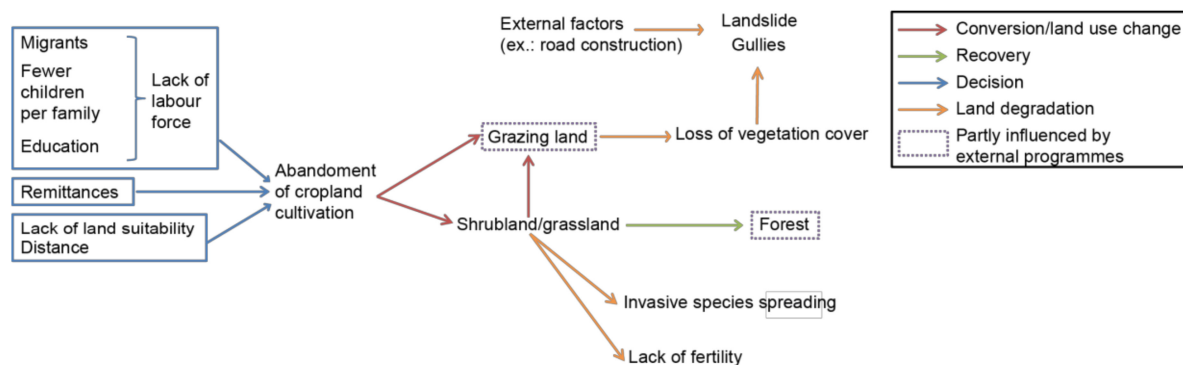 Migrants
Fewer
children
per family
Education
Lack of
labour
force
Remittances
Lack of land suitability
Distance
Abandoment
of cropland
cultivation
External factors
(ex.: road construction)
Landslide
Gullies
Grazing land
Loss of vegetation cover
Shrubland/grassland
Forest
Invasive species spreading
Lack of fertility
Conversion/land use change
Recovery
Decision
Land degradation
Partly influenced by
external programmes